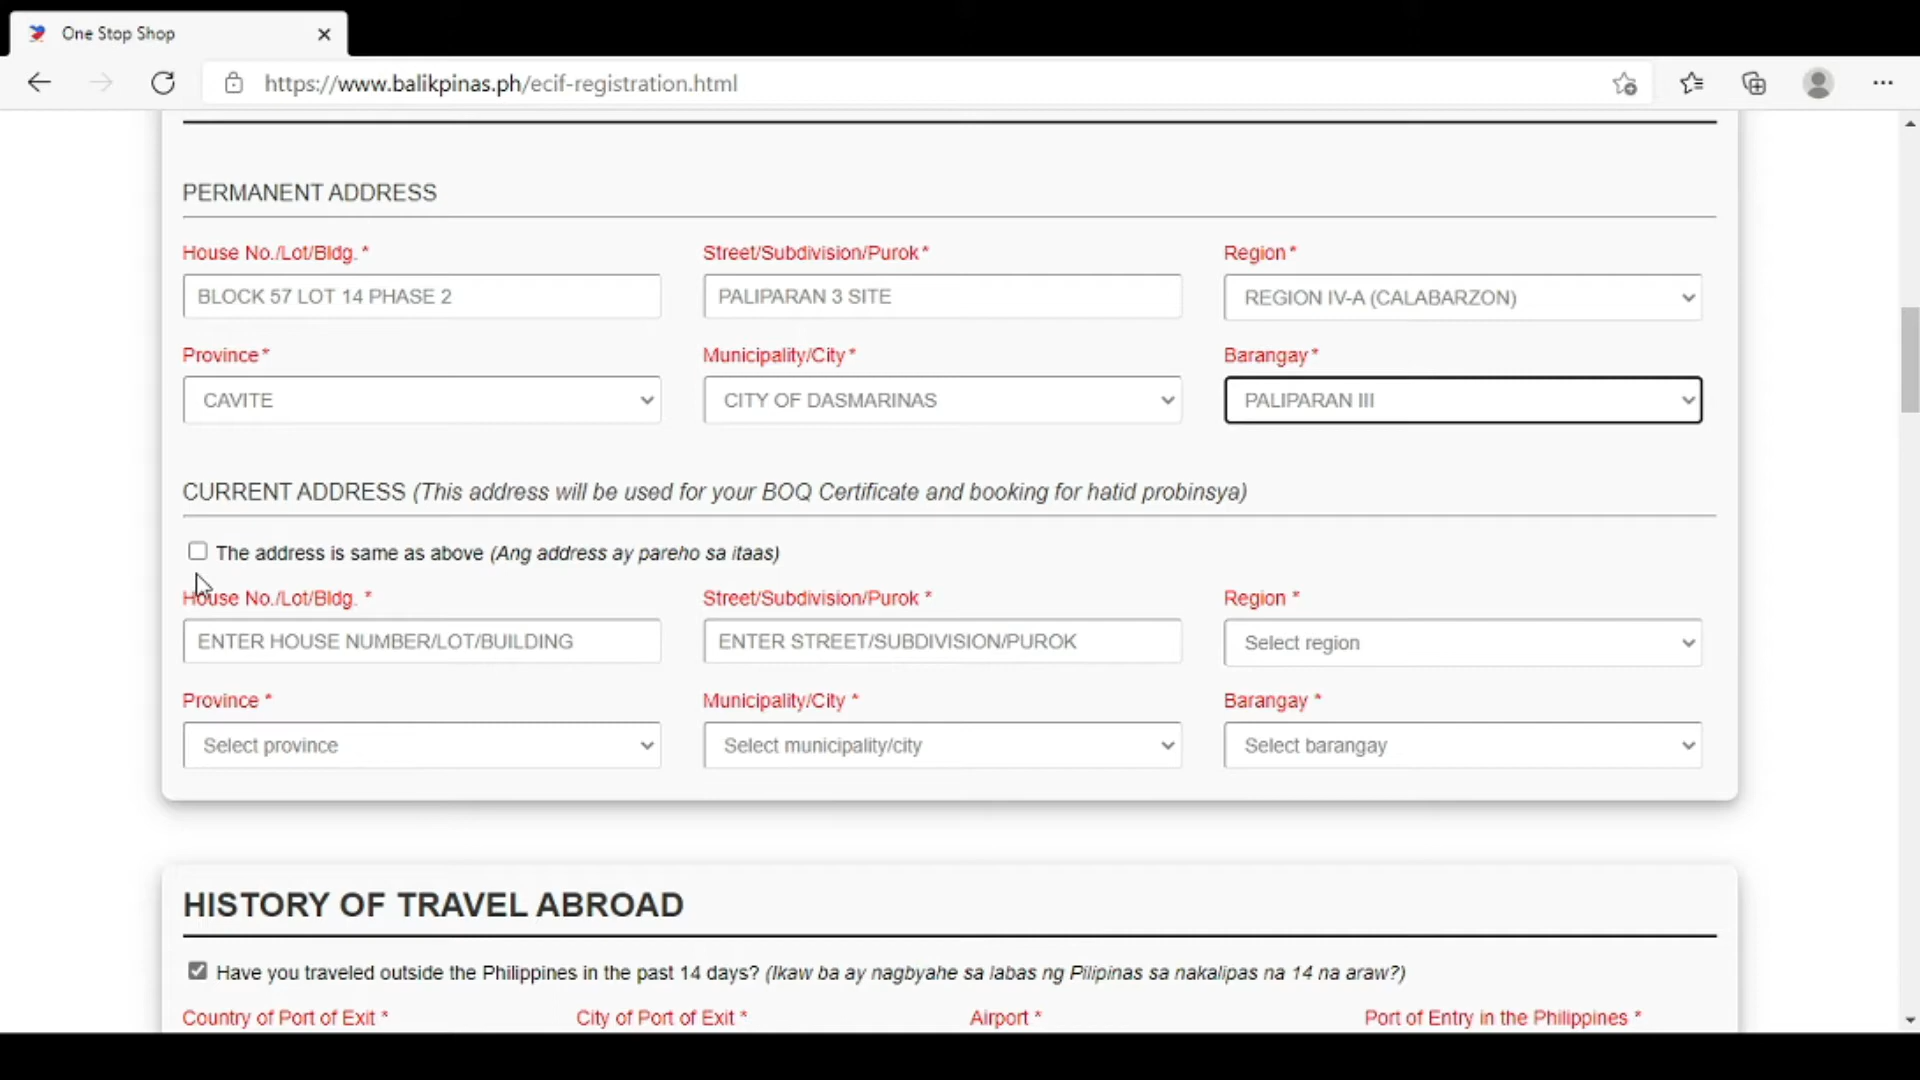 One Stop Shop
https://www.balikpinas.ph/ecif-registration.html
PERMANENT ADDRESS
House No./Lot/Bldg. * Street/Subdivision/Purok* Region*
BLOCK 57 LOT 14 PHASE 2 PALIPARAN 3 SITE REGION IV-A (CALABARZON)
Province* Municipality/City* Barangay*
CAVITE CITY OF DASMARINAS PALIPARAN III
CURRENT ADDRESS (This address will be used for your BOQ Certificate and booking for hatid probinsya)
The address is same as above (Ang address ay pareho sa itaas)
House No./Lot/Bldg. * Street/Subdivision/Purok * Region *
ENTER HOUSE NUMBER/LOT/BUILDING ENTER STREET/SUBDIVISION/PUROK Select region
Province * Municipality/City * Barangay *
Select province Select municipality/city Select barangay
HISTORY OF TRAVEL ABROAD
Have you traveled outside the Philippines in the past 14 days? (Ikaw ba ay nagbyahe sa labas ng Pilipinas sa nakalipas na 14 na araw?)
Country of Port of Exit * City of Port of Exit * Airport * Port of Entry in the Philippines *